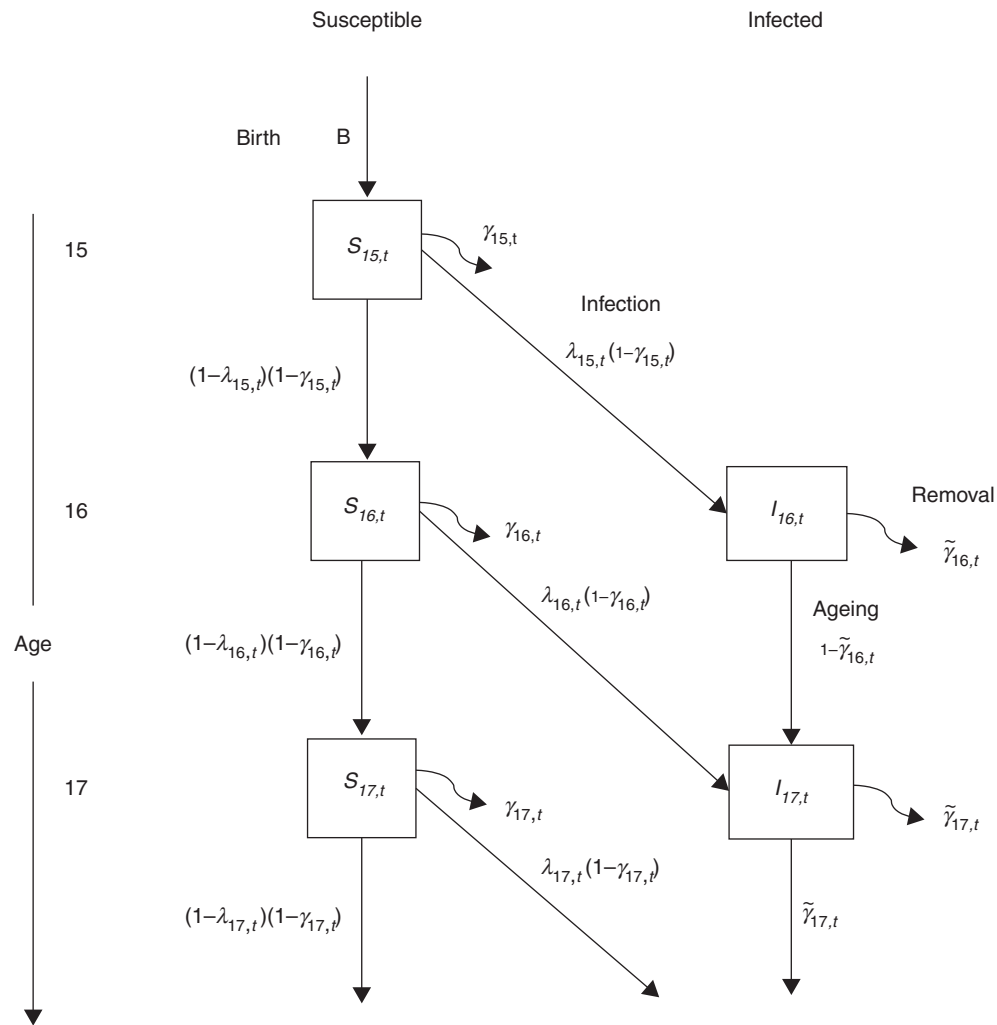 Susceptible Infected
Birth B
15 S15,t γ15,t
Infection
λ15,t(1–γ15,t)
(1–λ15,t)(1–γ15,t)
16 S16,t γ16,t I16,t Removal
γ̃16,t
λ16,t(1–γ16,t) Ageing
Age (1–λ16,t)(1–γ16,t) 1–γ̃16,t
17 S17,t γ17,t I17,t γ̃17,t
λ17,t(1–γ17,t)
(1–λ17,t)(1–γ17,t) γ̃17,t